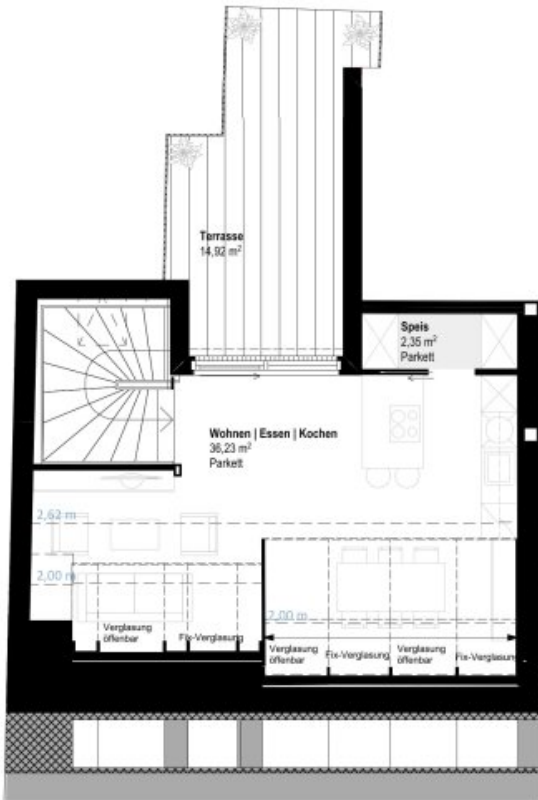 Terrasse
14,92 m²
Speis
2,35 m²
Parkett
Wohnen | Essen | Kochen
36,23 m²
Parkett
2,62 m
2,00 m
2,00 m
Verglasung
öffenbar
Fix-Verglasung
Verglasung
öffenbar
Fix-Verglasung
Verglasung
öffenbar
Fix-Verglasung